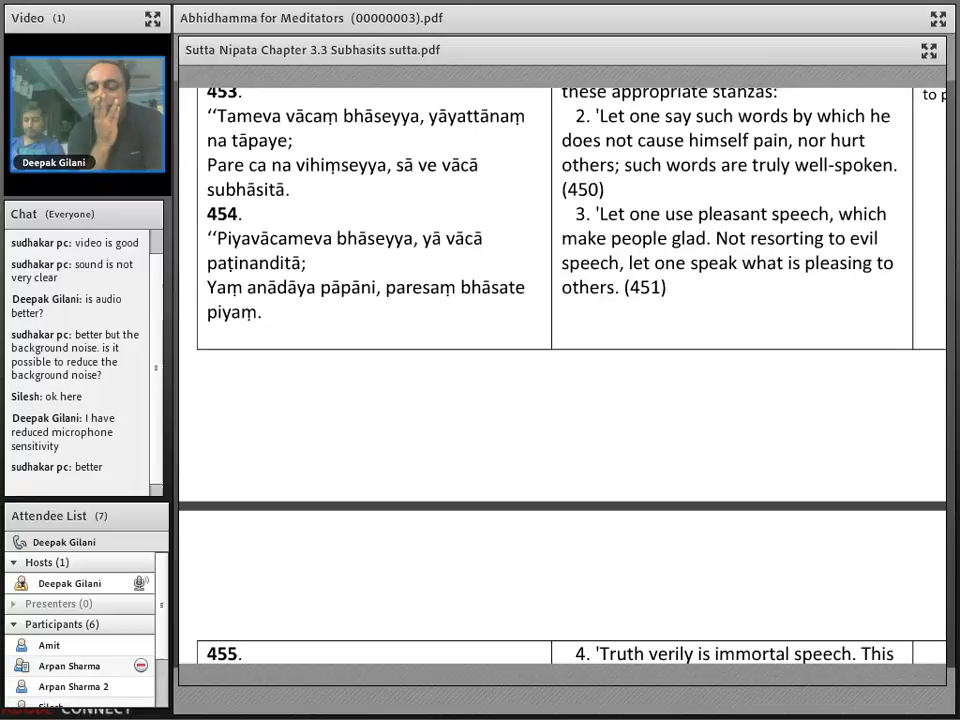 Video (1)
Deepak Gilani
Chat (Everyone)
sudhakar pc: video is good
sudhakar pc: sound is not
very clear
Deepak Gilani: is audio
better?
sudhakar pc: better but the
background noise. is it
possible to reduce the
background noise?
Silesh: ok here
Deepak Gilani: I have
reduced microphone
sensitivity
sudhakar pc: better
Attendee List (7)
Deepak Gilani
Hosts (1)
Deepak Gilani
Presenters (0)
Participants (6)
Amit
Arpan Sharma
Arpan Sharma 2
Silesh
CONNECT
Abhidhamma for Meditators (00000003).pdf
Sutta Nipata Chapter 3.3 Subhasits sutta.pdf
453.
‘‘Tameva vācaṃ bhāseyya, yāyattānaṃ
na tāpaye;
Pare ca na vihiṃseyya, sā ve vācā
subhāsitā.
454.
‘‘Piyavācameva bhāseyya, yā vācā
paṭinanditā;
Yaṃ anādāya pāpāni, paresaṃ bhāsate
piyaṃ.
these appropriate stanzas:
2. 'Let one say such words by which he
does not cause himself pain, nor hurt
others; such words are truly well-spoken.
(450)
3. 'Let one use pleasant speech, which
make people glad. Not resorting to evil
speech, let one speak what is pleasing to
others. (451)
to p
455.
4. 'Truth verily is immortal speech. This